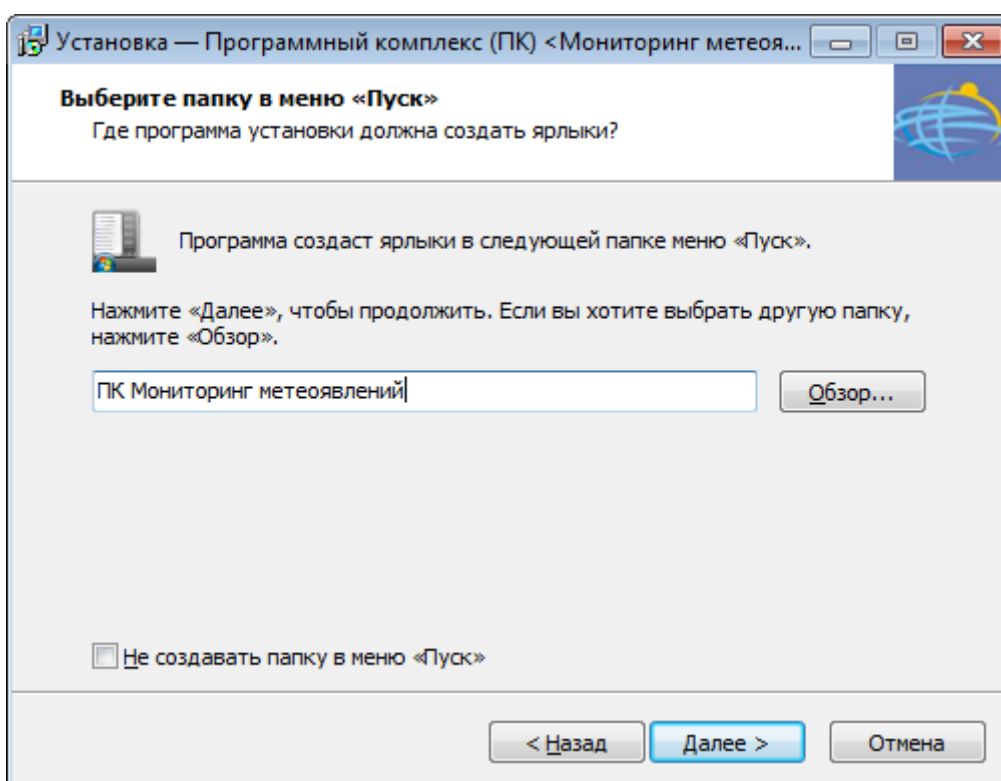 Установка — Программный комплекс (ПК) <Мониторинг метеоя...
Выберите папку в меню «Пуск»
Где программа установки должна создать ярлыки?
Программа создаст ярлыки в следующей папке меню «Пуск».
Нажмите «Далее», чтобы продолжить. Если вы хотите выбрать другую папку,
нажмите «Обзор».
ПК Мониторинг метеоявлений
Обзор...
Не создавать папку в меню «Пуск»
< Назад
Далее >
Отмена